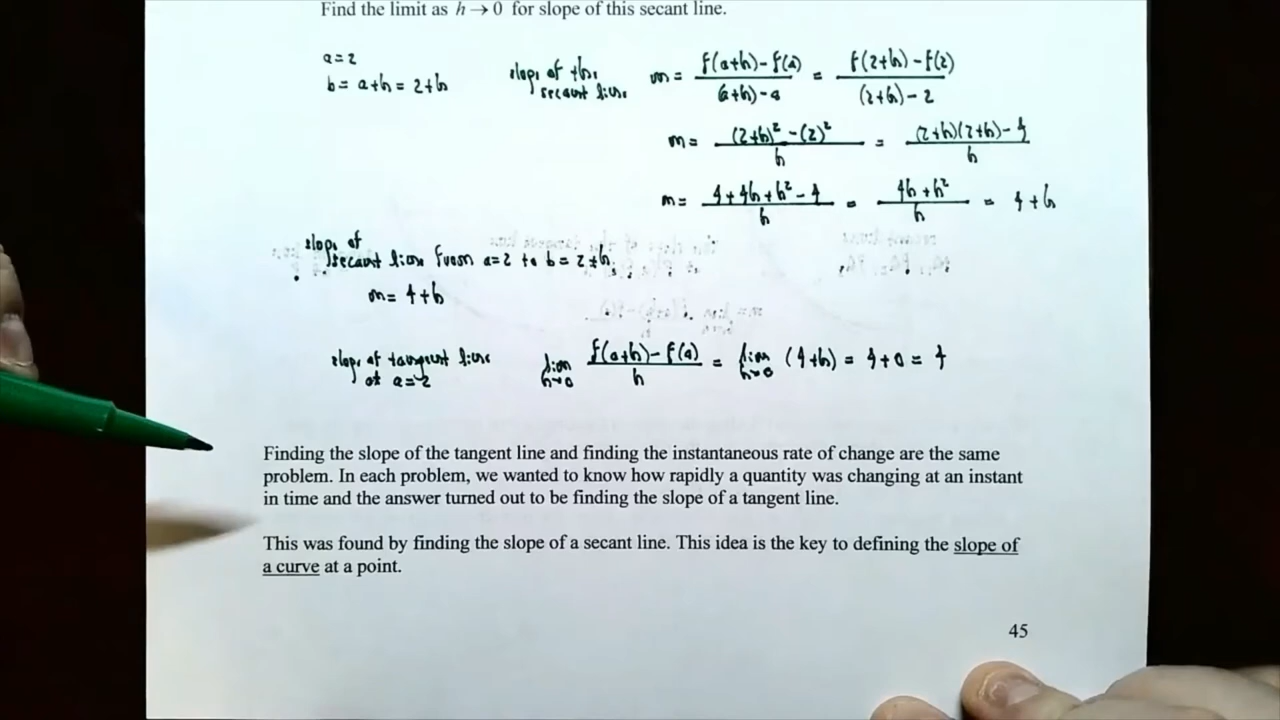 Find the limit as h → 0 for slope of this secant line.
a = 2
b = a+h = 2+h
slope of the secant line m = (f(a+h) - f(a))/((a+h) - a) = (f(2+h) - f(2))/((2+h) - 2)
m = ((2+h)² - (2)²)/h = ((2+h)(2+h) - 4)/h
m = (4 + 4h + h² - 4)/h = (4h + h²)/h = 4 + h
slope of
secant line from a = 2 to b = 2+h.
m = 4+h
slope of tangent line at a = 2 lim h→0 (f(a+h) - f(a))/h = lim h→0 (4+h) = 4+0 = 4
Finding the slope of the tangent line and finding the instantaneous rate of change are the same
problem. In each problem, we wanted to know how rapidly a quantity was changing at an instant
in time and the answer turned out to be finding the slope of a tangent line.
This was found by finding the slope of a secant line. This idea is the key to defining the slope of
a curve at a point.
45